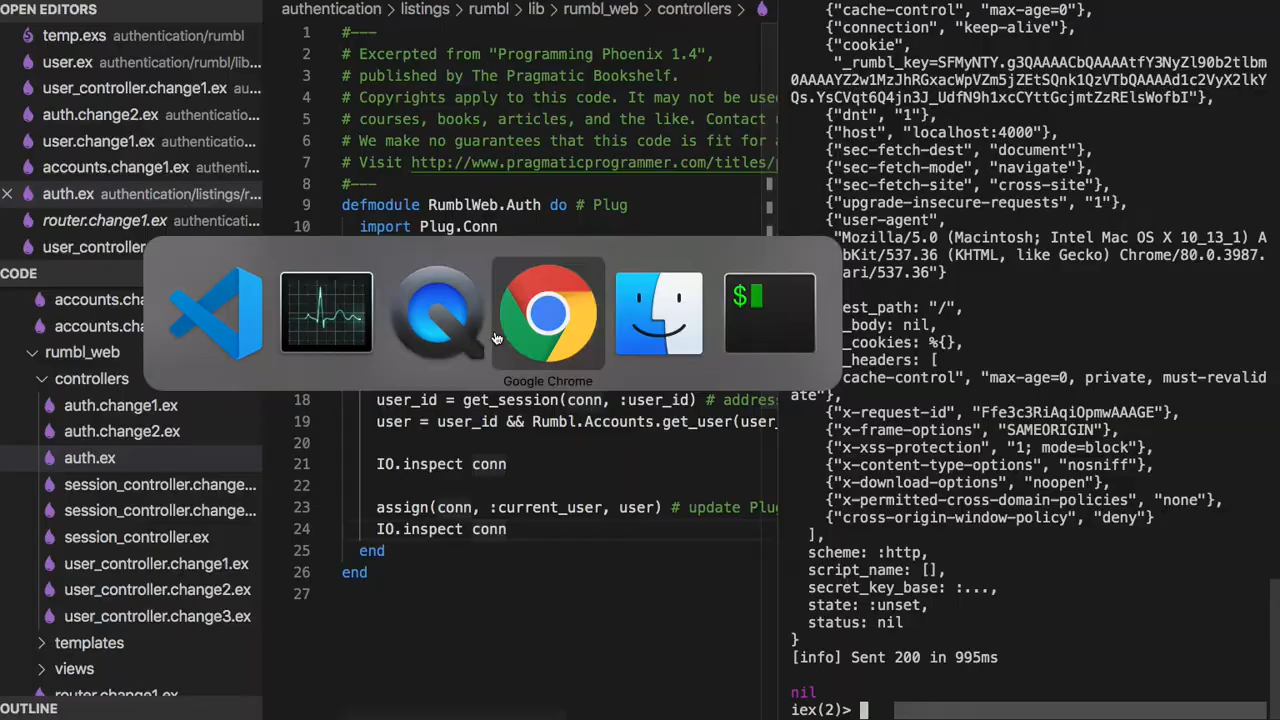 OPEN EDITORS
temp.exs authentication/rumbl
user.ex authentication/rumbl/lib...
user_controller.change1.ex au...
auth.change2.ex authenticatio...
user.change1.ex authenticatio...
accounts.change1 authenticati...
auth.ex authentication/listings/r...
router.change1.ex authenticati...
user_controller
CODE
accounts.cha
accounts.cha
rumbl_web
controllers
auth.change1.ex
auth.change2.ex
auth.ex
session_controller.change...
session_controller.change...
session_controller.ex
user_controller.change1.ex
user_controller.change2.ex
user_controller.change3.ex
templates
views
router.change1.ex
OUTLINE
authentication > listings > rumbl > lib > rumbl_web > controllers >
1 #---
2 # Excerpted from "Programming Phoenix 1.4",
3 # published by The Pragmatic Bookshelf.
4 # Copyrights apply to this code. It may not be used
5 # courses, books, articles, and the like. Contact
6 # We make no guarantees that this code is fit for a
7 # Visit http://www.pragmaticprogrammer.com/titles/p
8 #---
9 defmodule RumblWeb.Auth do # Plug
10 import Plug.Conn
Google Chrome
18 user_id = get_session(conn, :user_id) # addres
19 user = user_id && Rumbl.Accounts.get_user(user_
20
21 IO.inspect conn
22
23 assign(conn, :current_user, user) # update Plug
24 IO.inspect conn
25 end
26 end
27
{"cache-control", "max-age=0"},
{"connection", "keep-alive"},
{"cookie",
"_rumbl_key=SFMyNTY.g3QAAAACbQAAAAtfY3NyZl90b2tlbm
0AAAAYZ2w1MzJhRGxacWpVZm5jZEtSQnk1QzVTbQAAAAd1c2VyX2lkY
Qs.YsCVqt6Q4jn3J_UdfN9h1xcCYttGcjmtZzRElsWofbI"},
{"dnt", "1"},
{"host", "localhost:4000"},
{"sec-fetch-dest", "document"},
{"sec-fetch-mode", "navigate"},
{"sec-fetch-site", "cross-site"},
{"upgrade-insecure-requests", "1"},
{"user-agent",
"Mozilla/5.0 (Macintosh; Intel Mac OS X 10_13_1) A
bKit/537.36 (KHTML, like Gecko) Chrome/80.0.3987.
ari/537.36"}
est_path: "/",
_body: nil,
_cookies: %{},
_headers: [
"cache-control", "max-age=0, private, must-revalid
ate"},
{"x-request-id", "Ffe3c3RiAqiOpmwAAAGE"},
{"x-frame-options", "SAMEORIGIN"},
{"x-xss-protection", "1; mode=block"},
{"x-content-type-options", "nosniff"},
{"x-download-options", "noopen"},
{"x-permitted-cross-domain-policies", "none"},
{"cross-origin-window-policy", "deny"}
],
scheme: :http,
script_name: [],
secret_key_base: :...,
state: :unset,
status: nil
}
[info] Sent 200 in 995ms
nil
iex(2)>